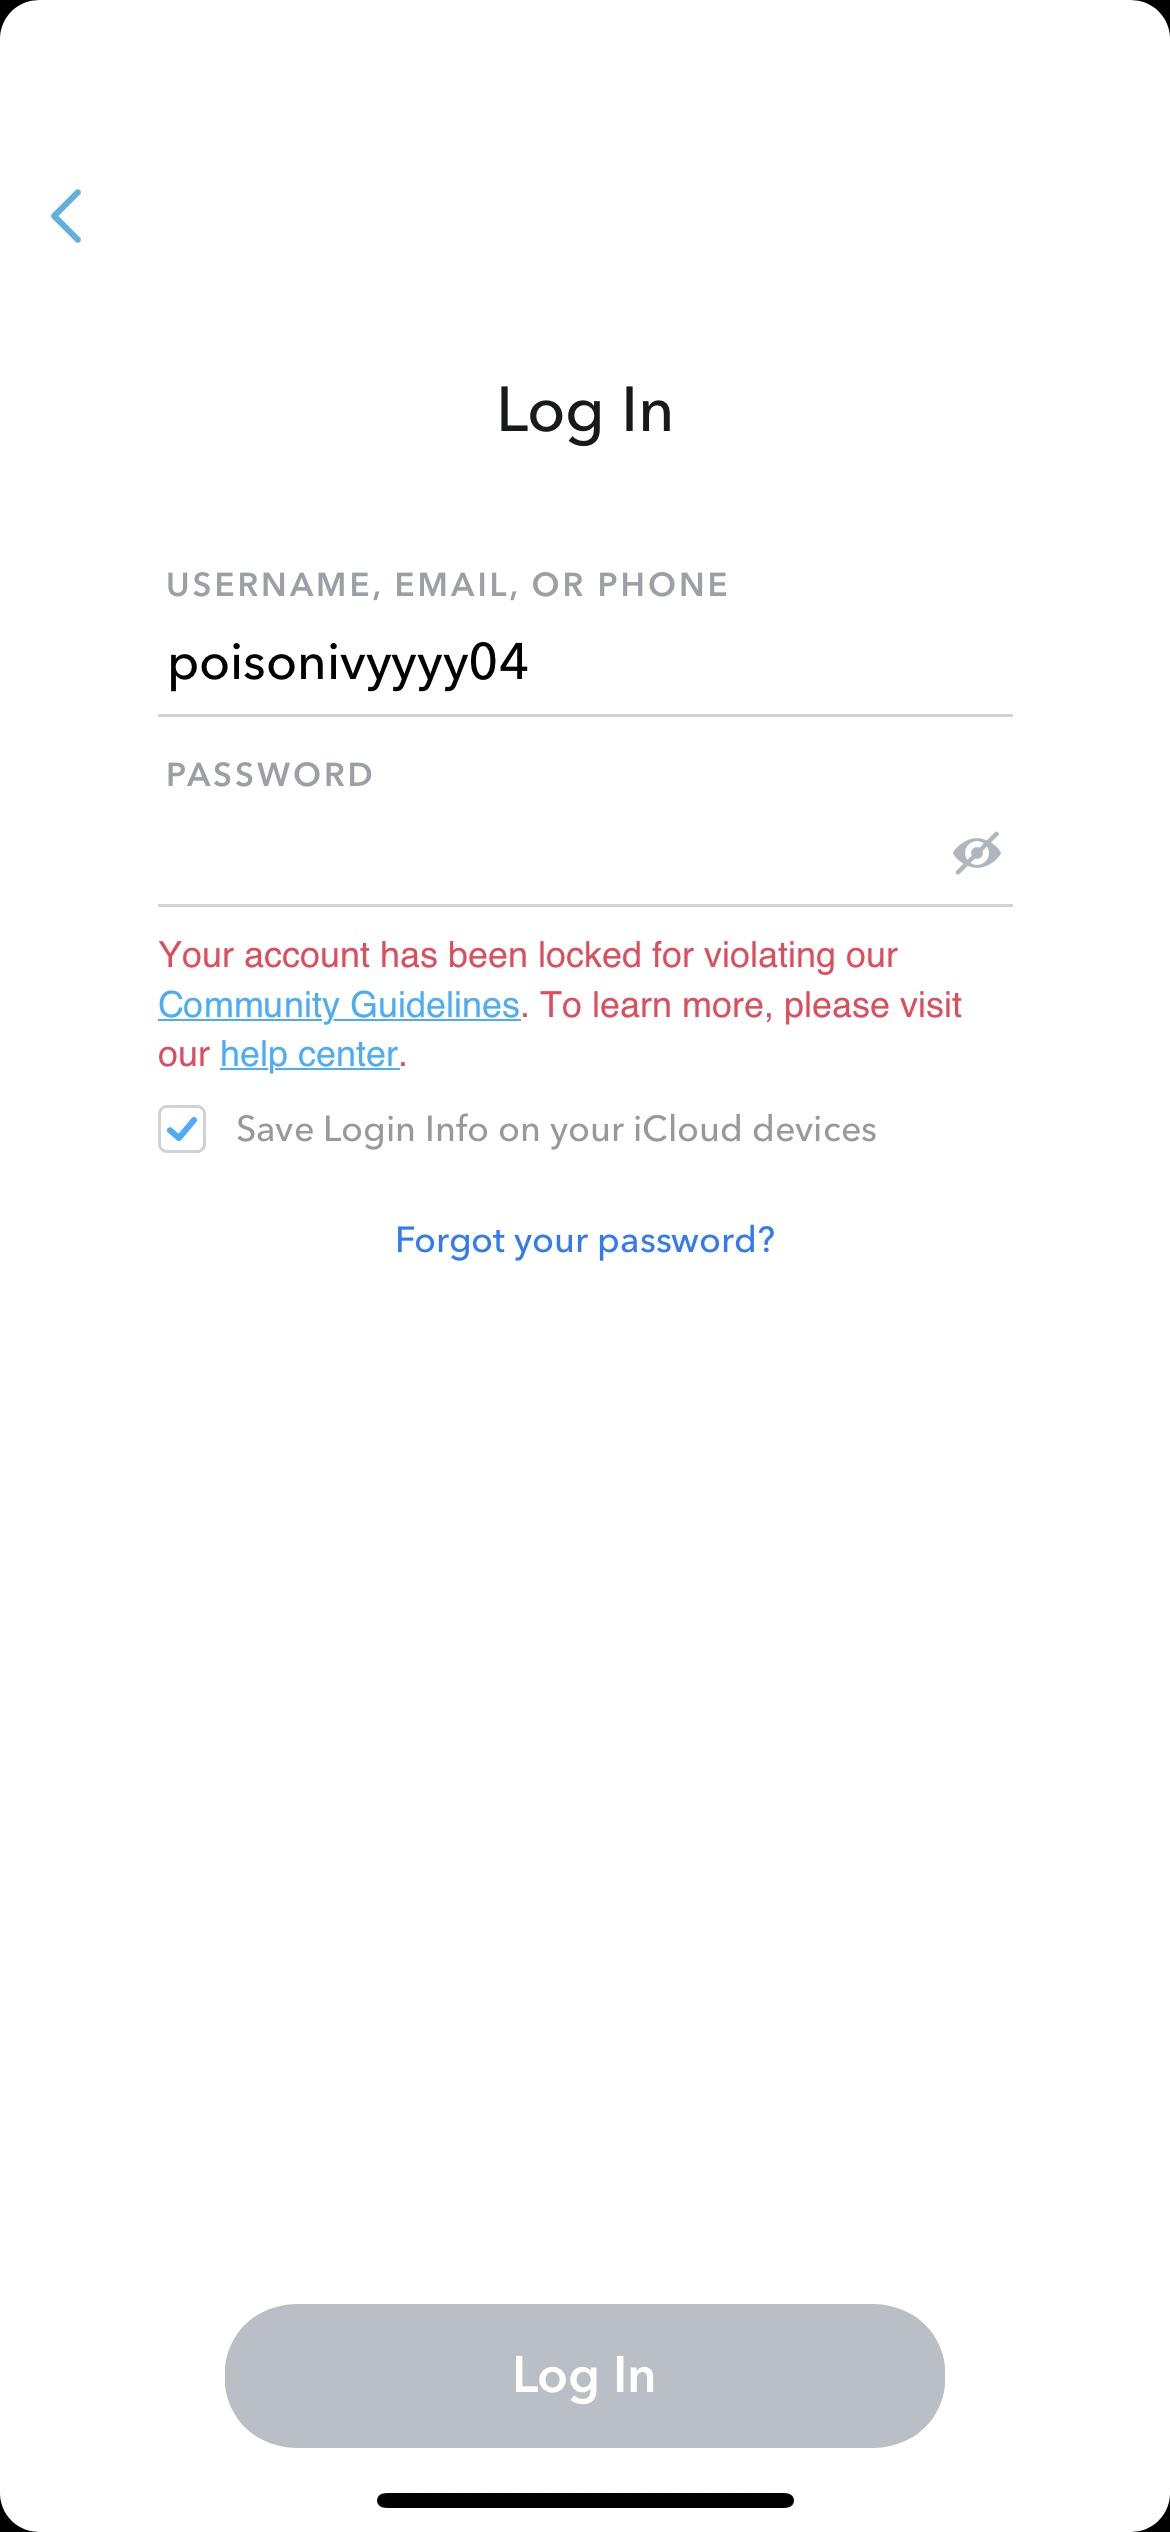 Log In
USERNAME, EMAIL, OR PHONE
poisonivyyyy04
PASSWORD
Your account has been locked for violating our
Community Guidelines. To learn more, please visit
our help center.
Save Login Info on your iCloud devices
Forgot your password?
Log In